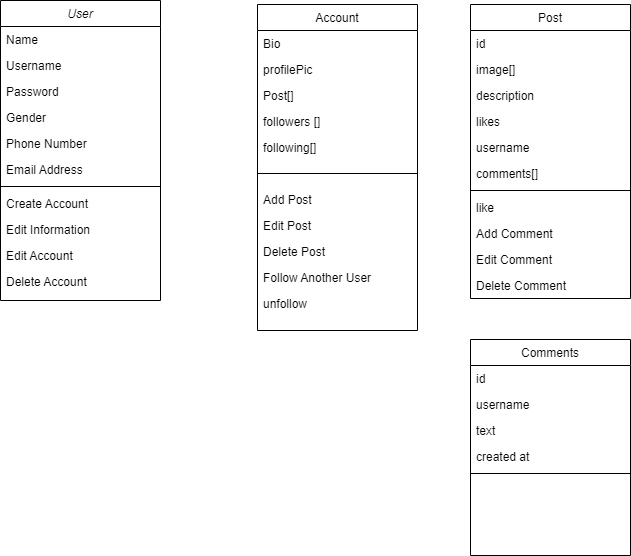 User
Name
Username
Password
Gender
Phone Number
Email Address
Create Account
Edit Information
Edit Account
Delete Account
Account
Bio
profilePic
Post[]
followers []
following[]
Add Post
Edit Post
Delete Post
Follow Another User
unfollow
Post
id
image[]
description
likes
username
comments[]
like
Add Comment
Edit Comment
Delete Comment
Comments
id
username
text
created at